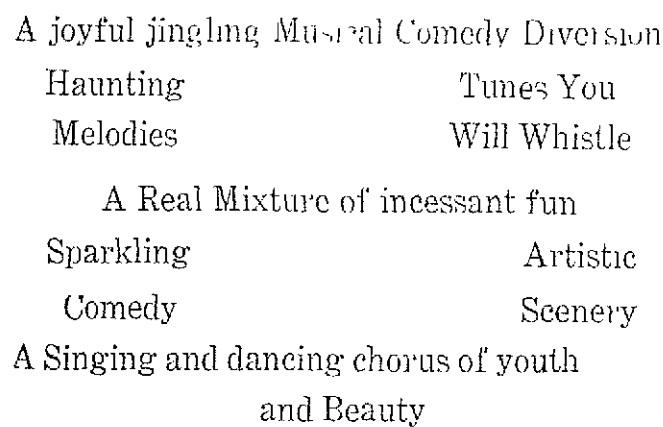 A joyful jingling Musical Comedy Diversion
Haunting Tunes You
Melodies Will Whistle
A Real Mixture of incessant fun
Sparkling Artistic
Comedy Scenery
A Singing and dancing chorus of youth
and Beauty